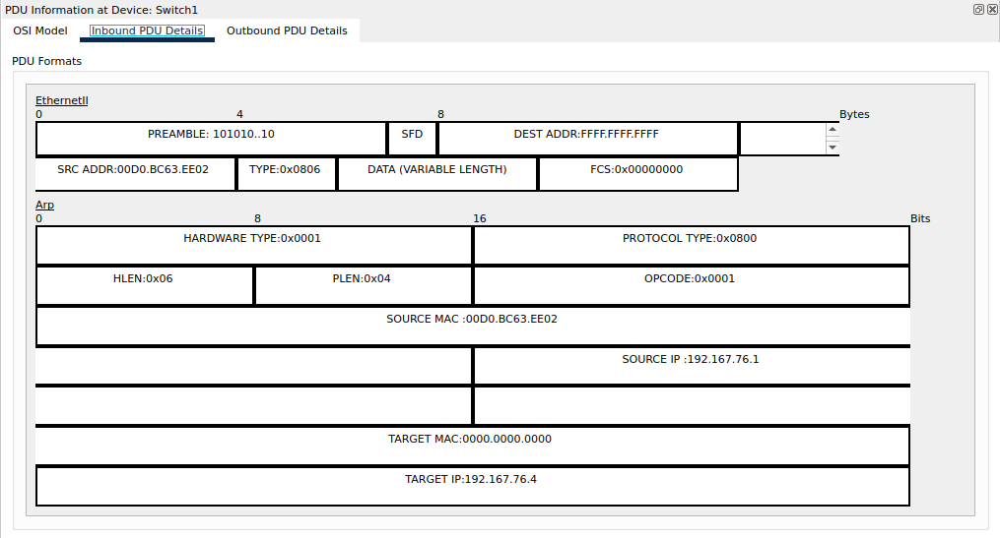 PDU Information at Device: Switch1
OSI Model Inbound PDU Details Outbound PDU Details
PDU Formats
EthernetII
0 4 8 Bytes
PREAMBLE: 101010..10 SFD DEST ADDR:FFFF.FFFF.FFFF
SRC ADDR:00D0.BC63.EE02 TYPE:0x0806 DATA (VARIABLE LENGTH) FCS:0x00000000
Arp
0 8 16 Bits
HARDWARE TYPE:0x0001 PROTOCOL TYPE:0x0800
HLEN:0x06 PLEN:0x04 OPCODE:0x0001
SOURCE MAC :00D0.BC63.EE02
SOURCE IP :192.167.76.1
TARGET MAC:0000.0000.0000
TARGET IP:192.167.76.4